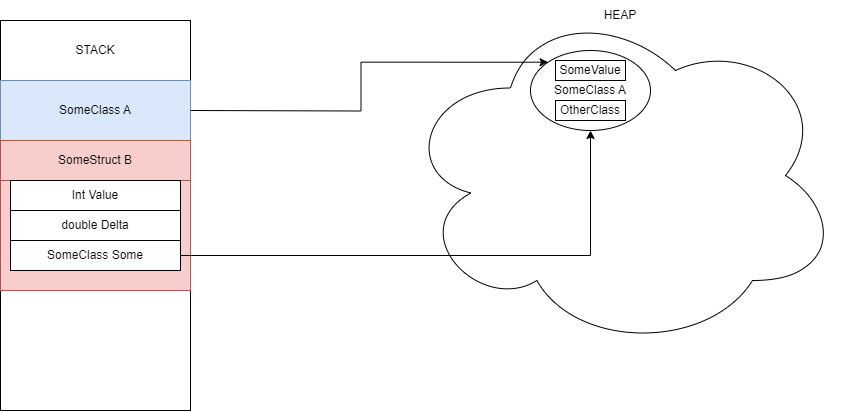 HEAP
STACK
SomeValue
SomeClass A
OtherClass
SomeClass A
SomeStruct B
Int Value
double Delta
SomeClass Some